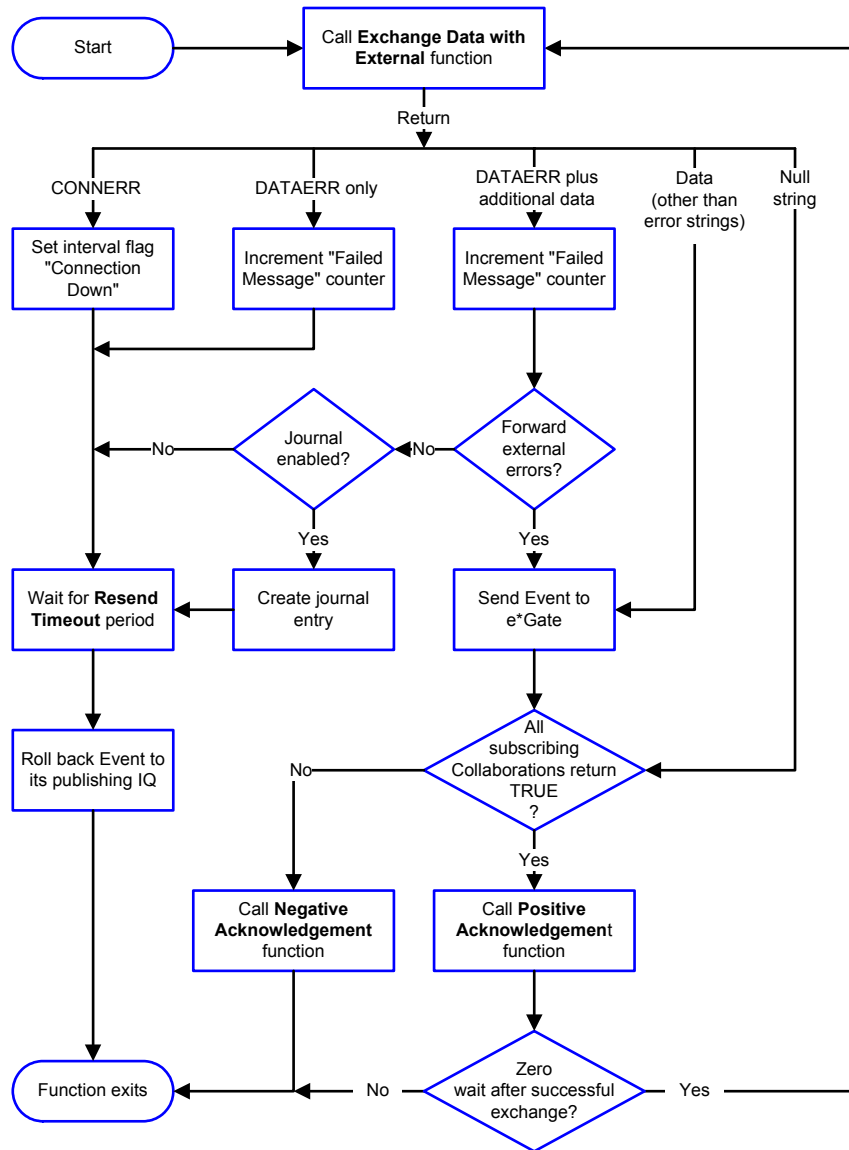 Start
Call Exchange Data with
External function
Return
CONNERR
DATAERR only
DATAERR plus
additional data
Data
(other than
error strings)
Null
string
Set interval flag
"Connection
Down"
Increment "Failed
Message" counter
Increment "Failed
Message" counter
No
Journal
enabled?
No
Forward
external
errors?
Yes
Yes
Wait for Resend
Timeout period
Create journal
entry
Send Event to
e*Gate
Roll back Event to
its publishing IQ
No
All
subscribing
Collaborations return
TRUE
?
Yes
Call Negative
Acknowledgement
function
Call Positive
Acknowledgement
function
Function exits
No
Zero
wait after successful
exchange?
Yes